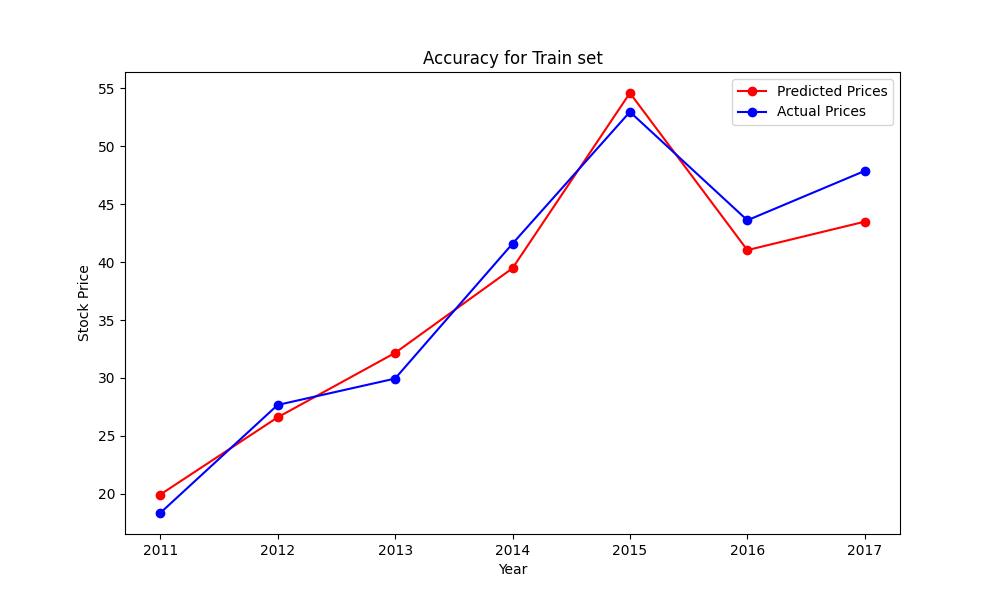 Accuracy for Train set
Predicted Prices
Actual Prices
55
50
45
40
35
30
25
20
Stock Price
2011 2012 2013 2014 2015 2016 2017
Year